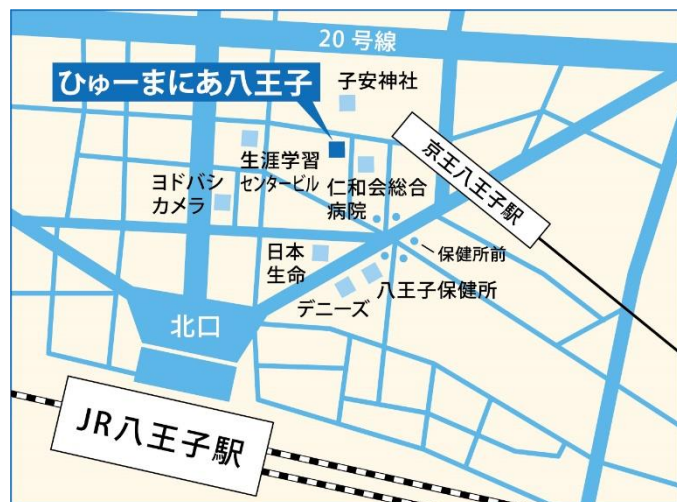 20号線
ひゅーまにあ八王子
子安神社
京王八王子駅
生涯学習
センタービル
仁和会総合
病院
ヨドバシ
カメラ
日本
生命
保健所前
八王子保健所
デニーズ
北口
JR八王子駅